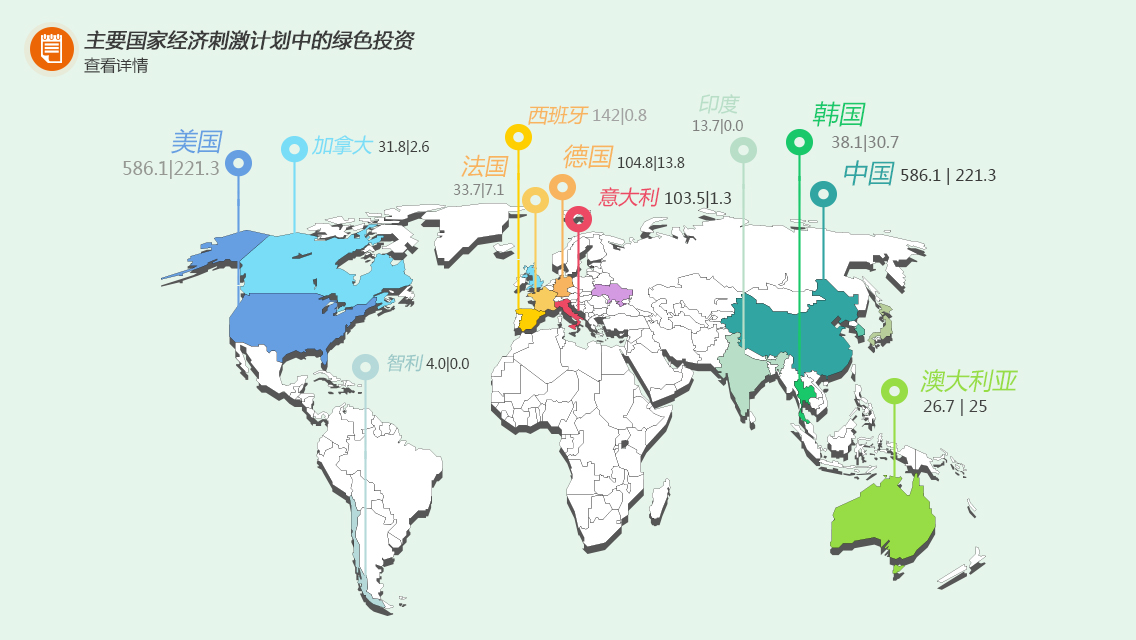 主要国家经济刺激计划中的绿色投资
查看详情
美国
586.1|221.3
加拿大 31.8|2.6
西班牙 142|0.8
法国
33.7|7.1
德国 104.8|13.8
意大利 103.5|1.3
印度
13.7|0.0
韩国
38.1|30.7
中国 586.1 | 221.3
智利 4.0|0.0
澳大利亚
26.7 | 25